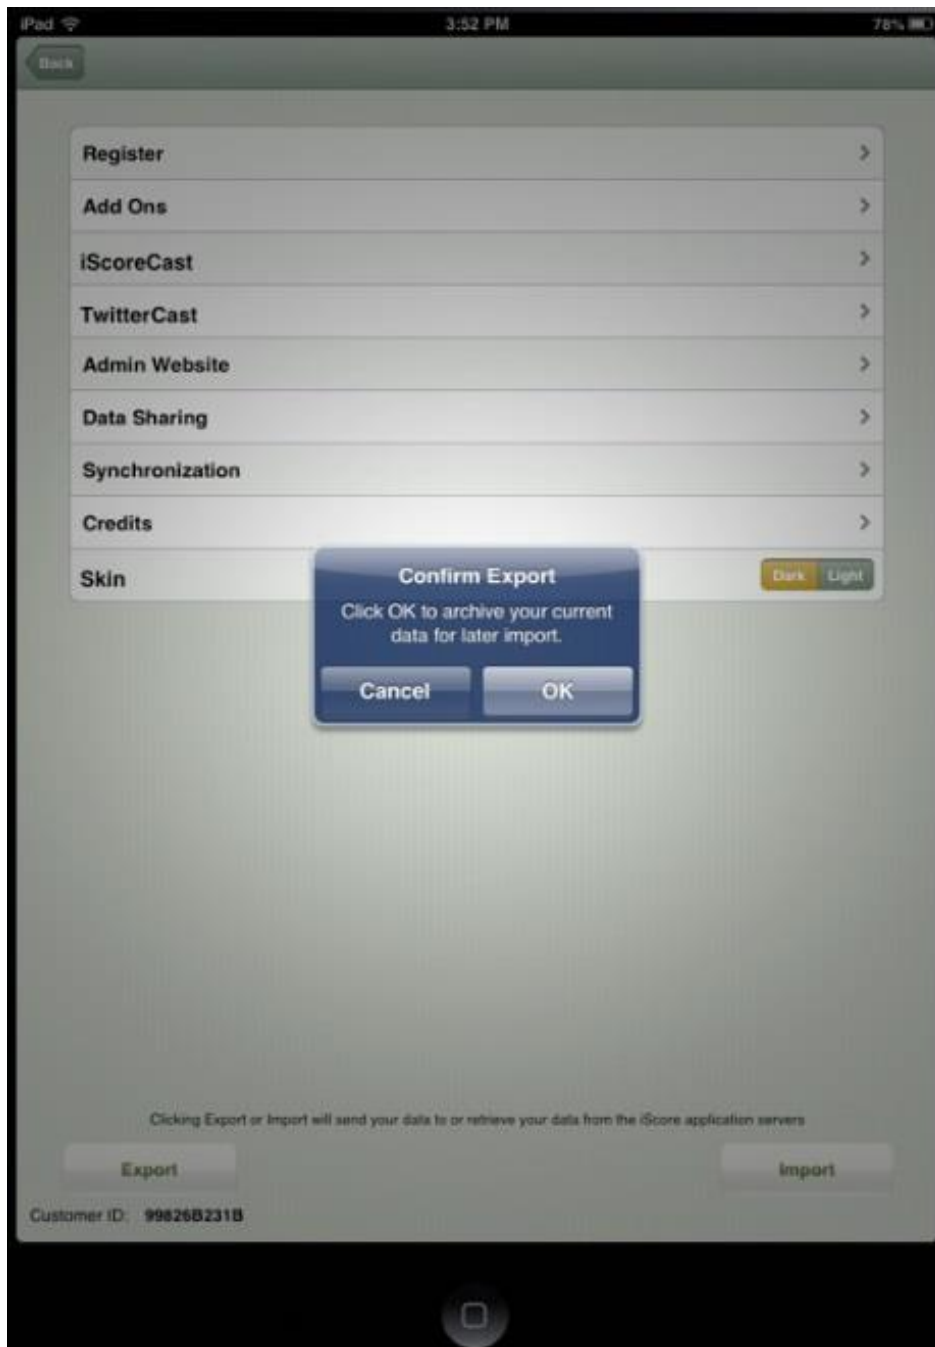 iPad 3:52 PM 78%
Back
Register
Add Ons
iScoreCast
TwitterCast
Admin Website
Data Sharing
Synchronization
Credits
Skin Dark Light
Confirm Export
Click OK to archive your current
data for later import.
Cancel OK
Clicking Export or Import will send your data to or retrieve your data from the iScore application servers
Export Import
Customer ID: 99826B231B